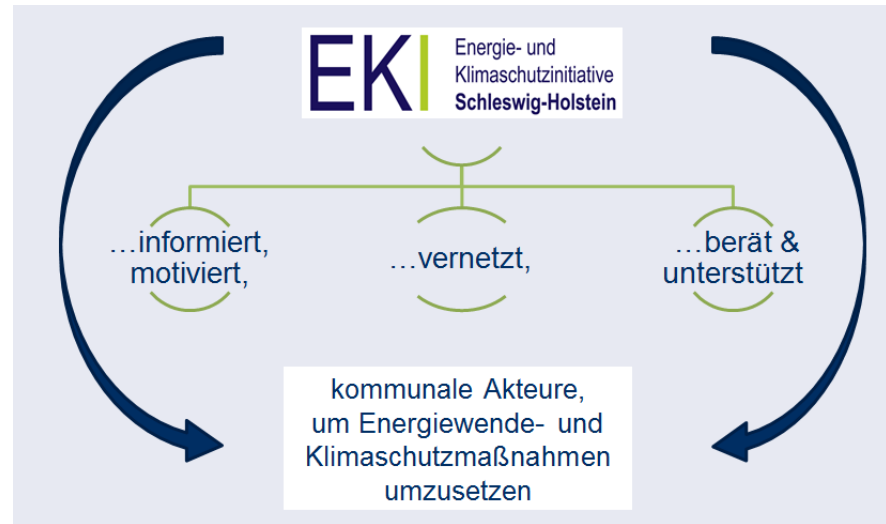 EKI
Energie- und
Klimaschutzinitiative
Schleswig-Holstein
...informiert,
motiviert,
...vernetzt,
...berät &
unterstützt
kommunale Akteure,
um Energiewende- und
Klimaschutzmaßnahmen
umzusetzen